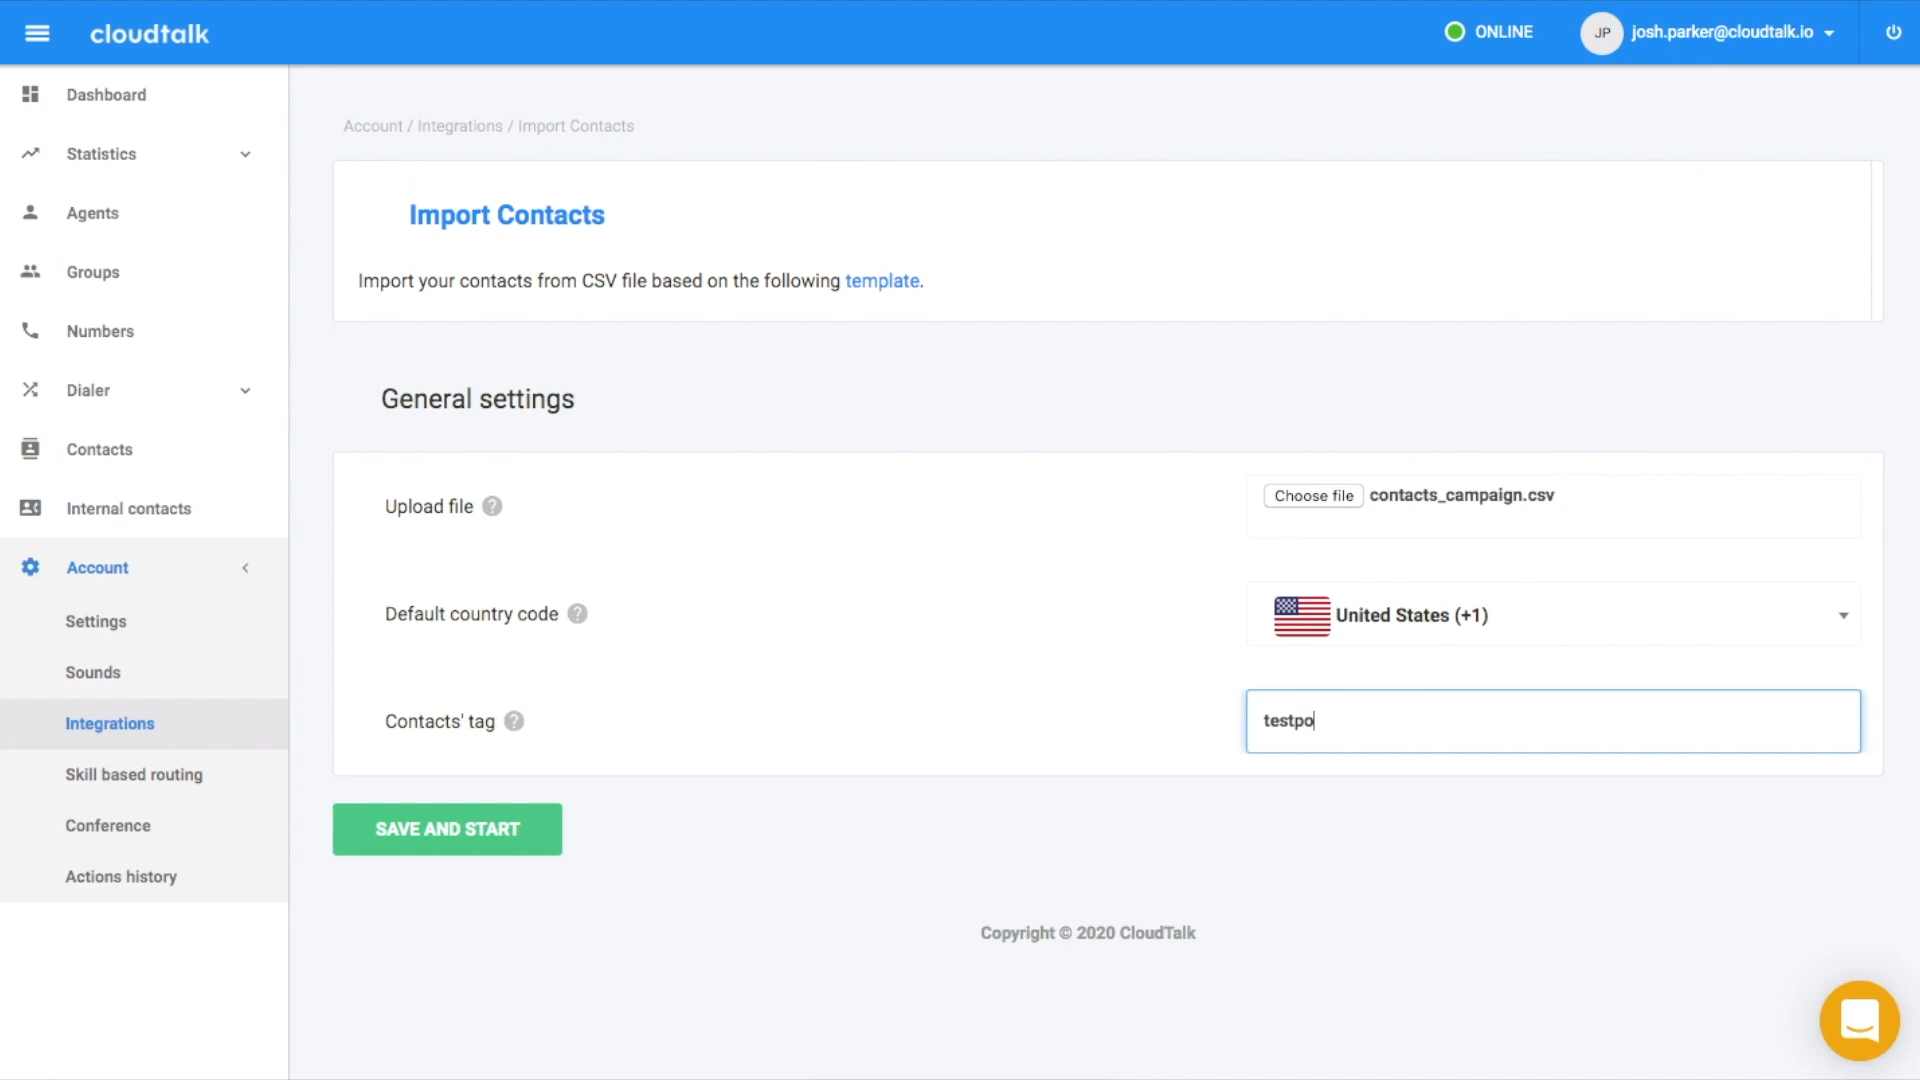 cloudtalk
ONLINE
JP
josh.parker@cloudtalk.io
Dashboard
Statistics
Agents
Groups
Numbers
Dialer
Contacts
Internal contacts
Account
Settings
Sounds
Integrations
Skill based routing
Conference
Actions history
Account / Integrations / Import Contacts
Import Contacts
Import your contacts from CSV file based on the following template.
General settings
Upload file ?
Choose file contacts_campaign.csv
Default country code ?
United States (+1)
Contacts' tag ?
testpo
SAVE AND START
Copyright © 2020 CloudTalk